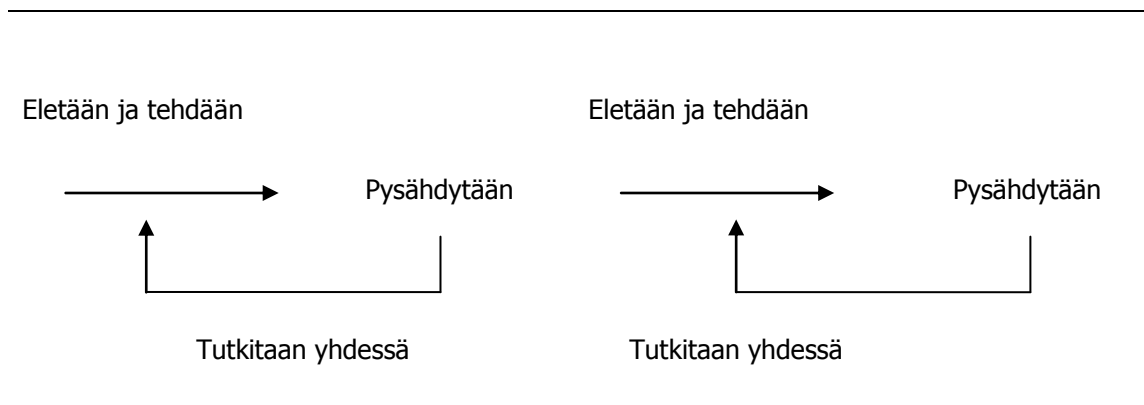 Eletään ja tehdään Eletään ja tehdään
Pysähdytään Pysähdytään
Tutkitaan yhdessä Tutkitaan yhdessä